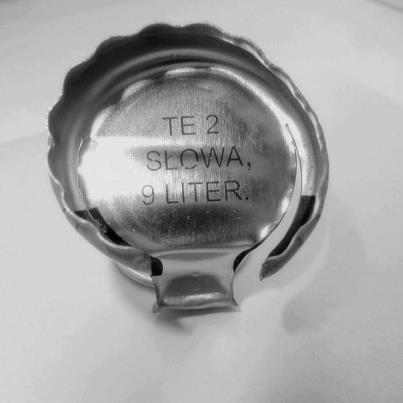 TE 2
SŁOWA,
9 LITER.